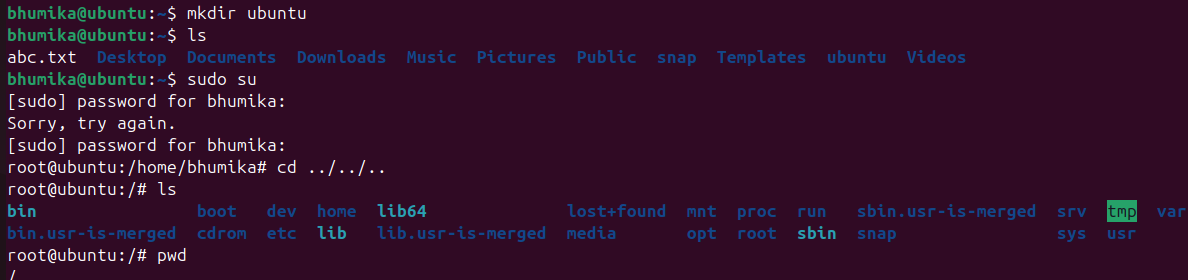 bhumika@ubuntu:~$ mkdir ubuntu
bhumika@ubuntu:~$ ls
abc.txt  Desktop  Documents  Downloads  Music  Pictures  Public  snap  Templates  ubuntu  Videos
bhumika@ubuntu:~$ sudo su
[sudo] password for bhumika:
Sorry, try again.
[sudo] password for bhumika:
root@ubuntu:/home/bhumika# cd ../../..
root@ubuntu:/# ls
bin                boot   dev  home  lib64              lost+found  mnt  proc  run   sbin.usr-is-merged  srv  tmp  var
bin.usr-is-merged  cdrom  etc  lib   lib.usr-is-merged  media       opt  root  sbin  snap                sys  usr
root@ubuntu:/# pwd
/